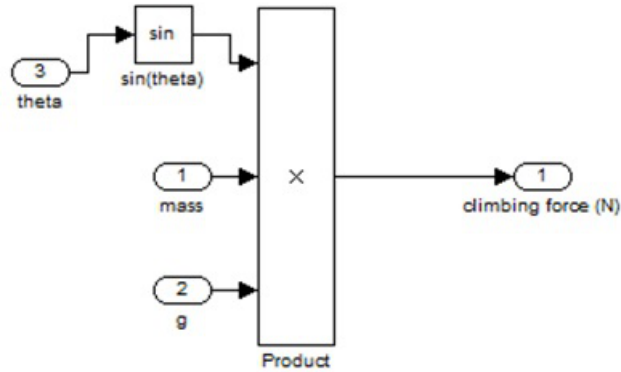 sin
3
sin(theta)
theta
1
×
1
mass
climbing force (N)
2
g
Product